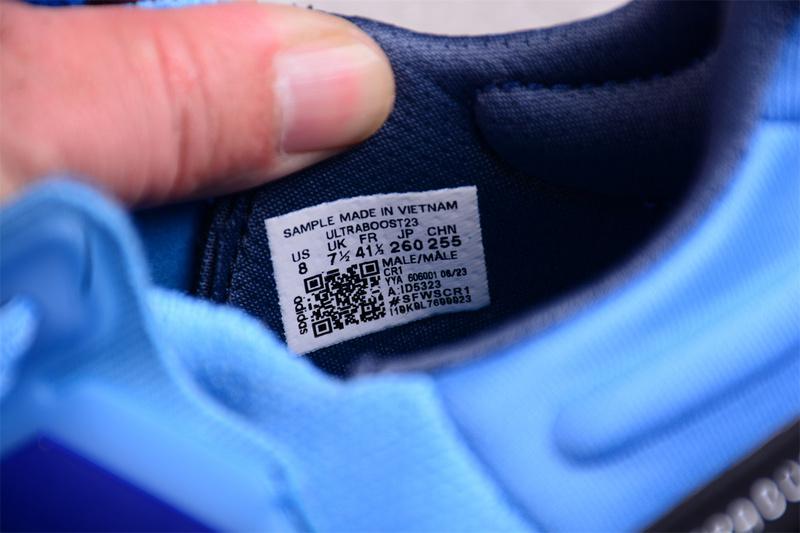 SAMPLE MADE IN VIETNAM
ULTRABOOST23
US UK FR JP CHN
8 7½ 41⅓ 260 255
MALE/MÂLE
CR1
YYA 606001 06/23
A:ID5323
#SFWSCR1
adidas